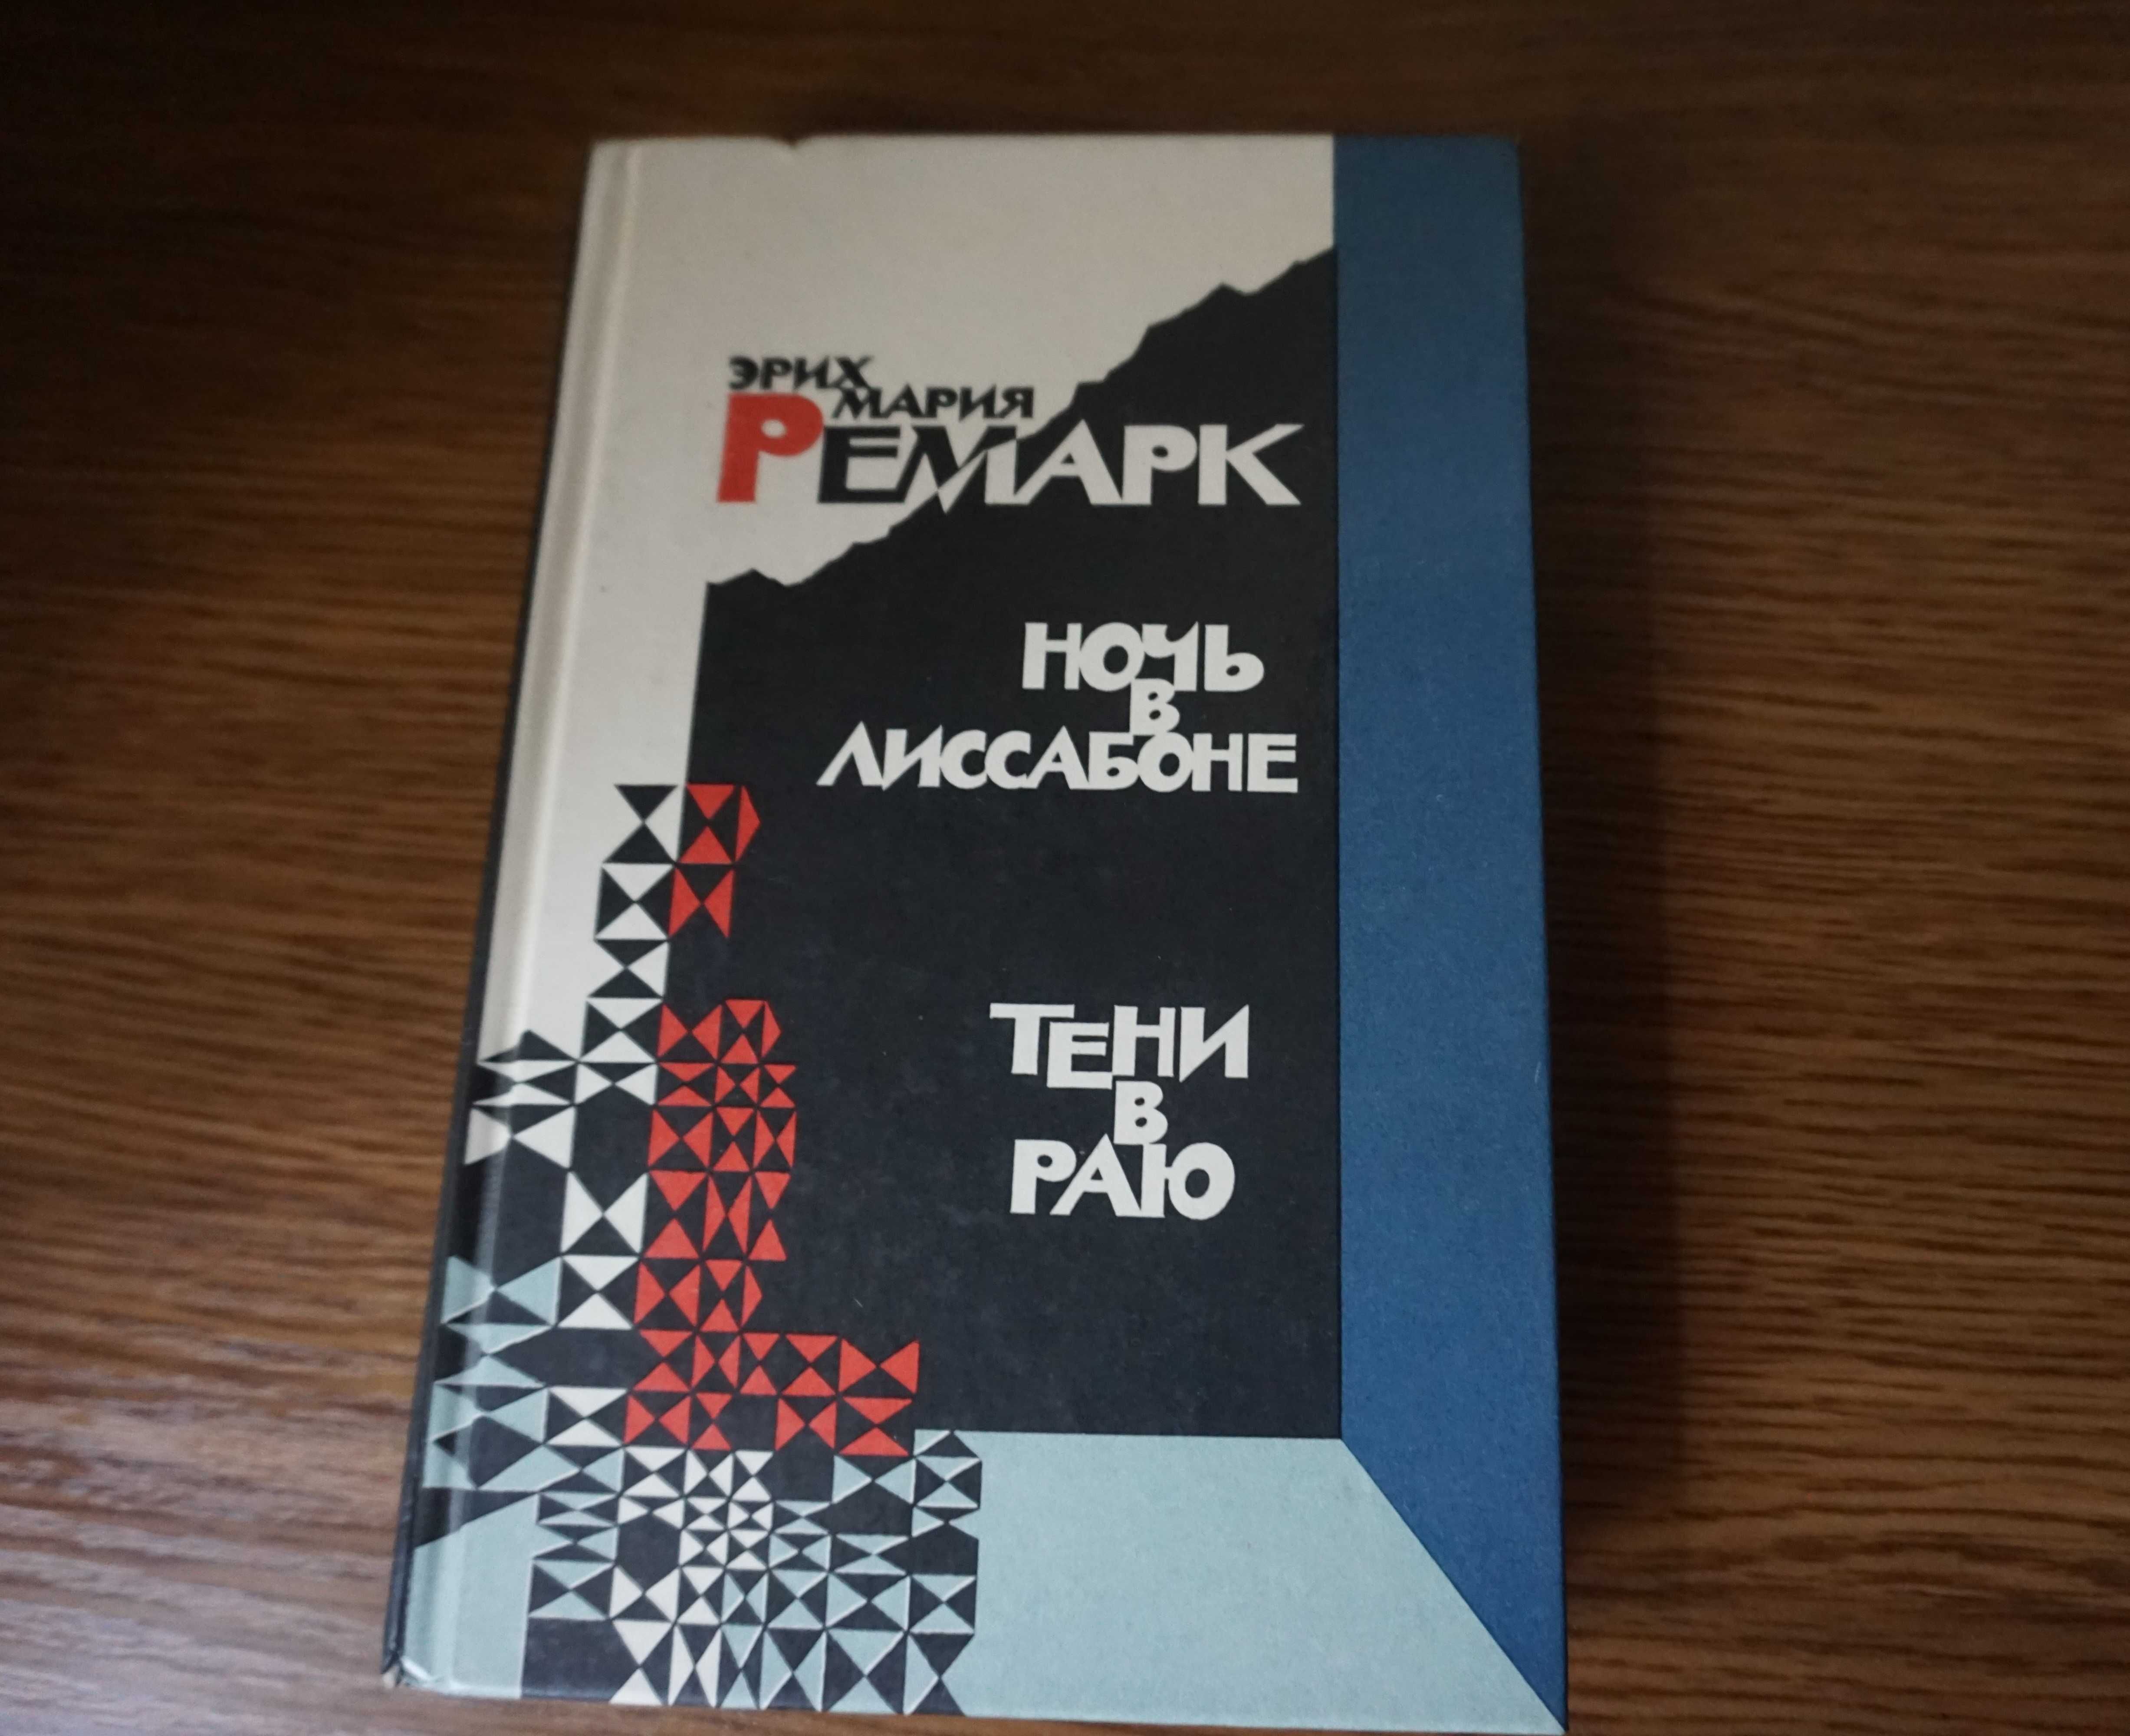 ЭРИХ
МАРИЯ
РЕМАРК
НОЧЬ
В
ЛИССАБОНЕ
ТЕНИ
В
РАЮ